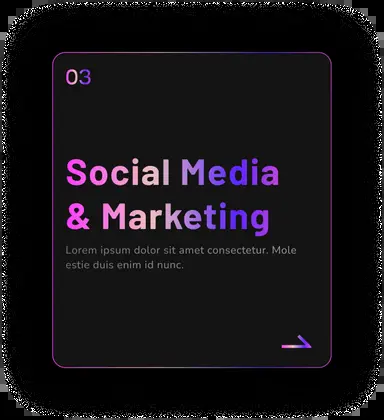 03
Social Media
& Marketing
Lorem ipsum dolor sit amet consectetur. Mole
estie duis enim id nunc.